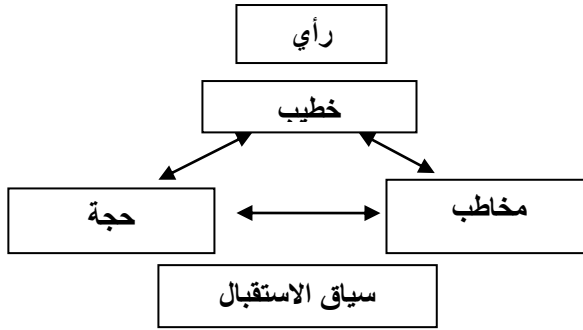 رأي
خطيب
مخاطب
حجة
سياق الاستقبال